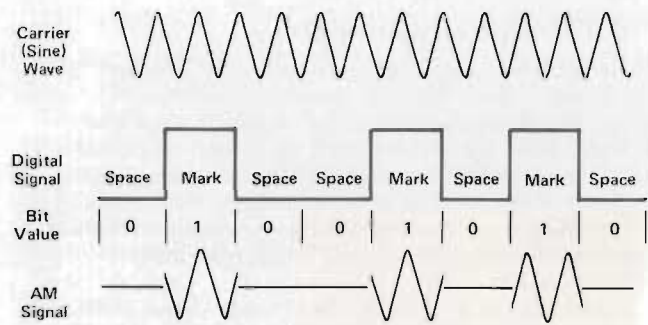 Carrier
(Sine)
Wave
Digital
Signal
Space Mark Space Space Mark Space Mark Space
Bit
Value
0 1 0 0 1 0 1 0
AM
Signal